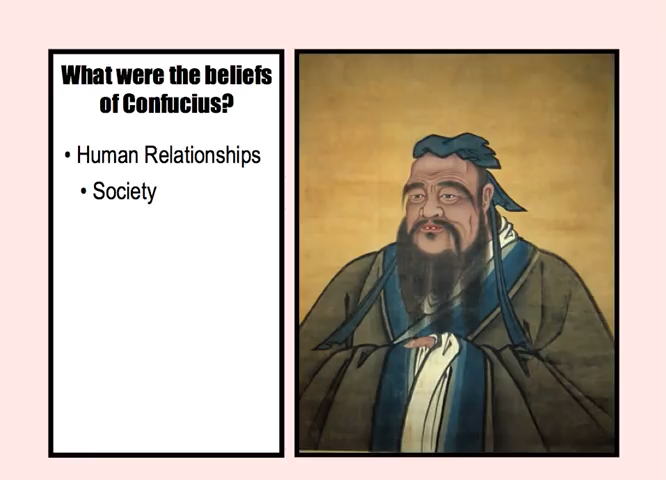 What were the beliefs
of Confucius?
• Human Relationships
• Society